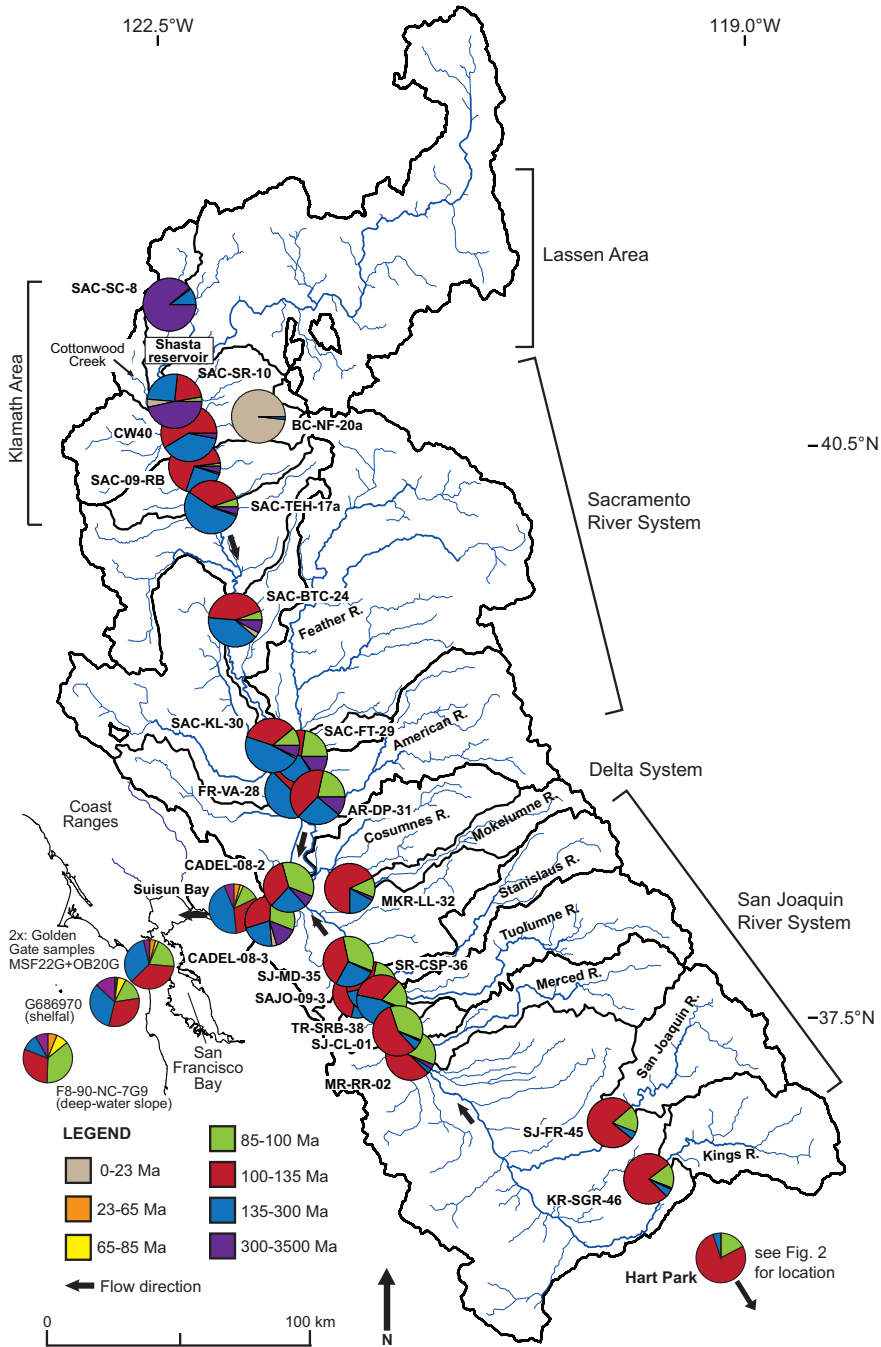 122.5°W
119.0°W
Lassen Area
SAC-SC-8
Klamath Area
Shasta
reservoir
Cottonwood
Creek
SAC-SR-10
BC-NF-20a
CW40
40.5°N
SAC-09-RB
SAC-TEH-17a
Sacramento
River System
SAC-BTC-24
Feather R.
SAC-KL-30
SAC-FT-29
American R.
FR-VA-28
AR-DP-31
Delta System
Coast
Ranges
Cosumnes R.
Mokelumne R.
CADEL-08-2
Suisun Bay
MKR-LL-32
Stanislaus R.
San Joaquin
River System
2x: Golden
Gate samples
MSF22G+OB20G
CADEL-08-3
Tuolumne R.
SJ-MD-35
SR-CSP-36
Merced R.
SAJO-09-3
G686970
(shelfal)
TR-SRB-38
SJ-CL-01
37.5°N
San Joaquin R.
San
Francisco
Bay
MR-RR-02
F8-90-NC-7G9
(deep-water slope)
SJ-FR-45
Kings R.
KR-SGR-46
LEGEND
0-23 Ma
23-65 Ma
65-85 Ma
85-100 Ma
100-135 Ma
135-300 Ma
300-3500 Ma
Flow direction
Hart Park
see Fig. 2
for location
0
100 km
N